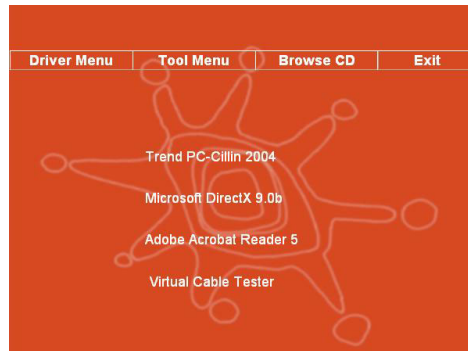 Driver Menu Tool Menu Browse CD Exit
Trend PC-Cillin 2004
Microsoft DirectX 9.0b
Adobe Acrobat Reader 5
Virtual Cable Tester